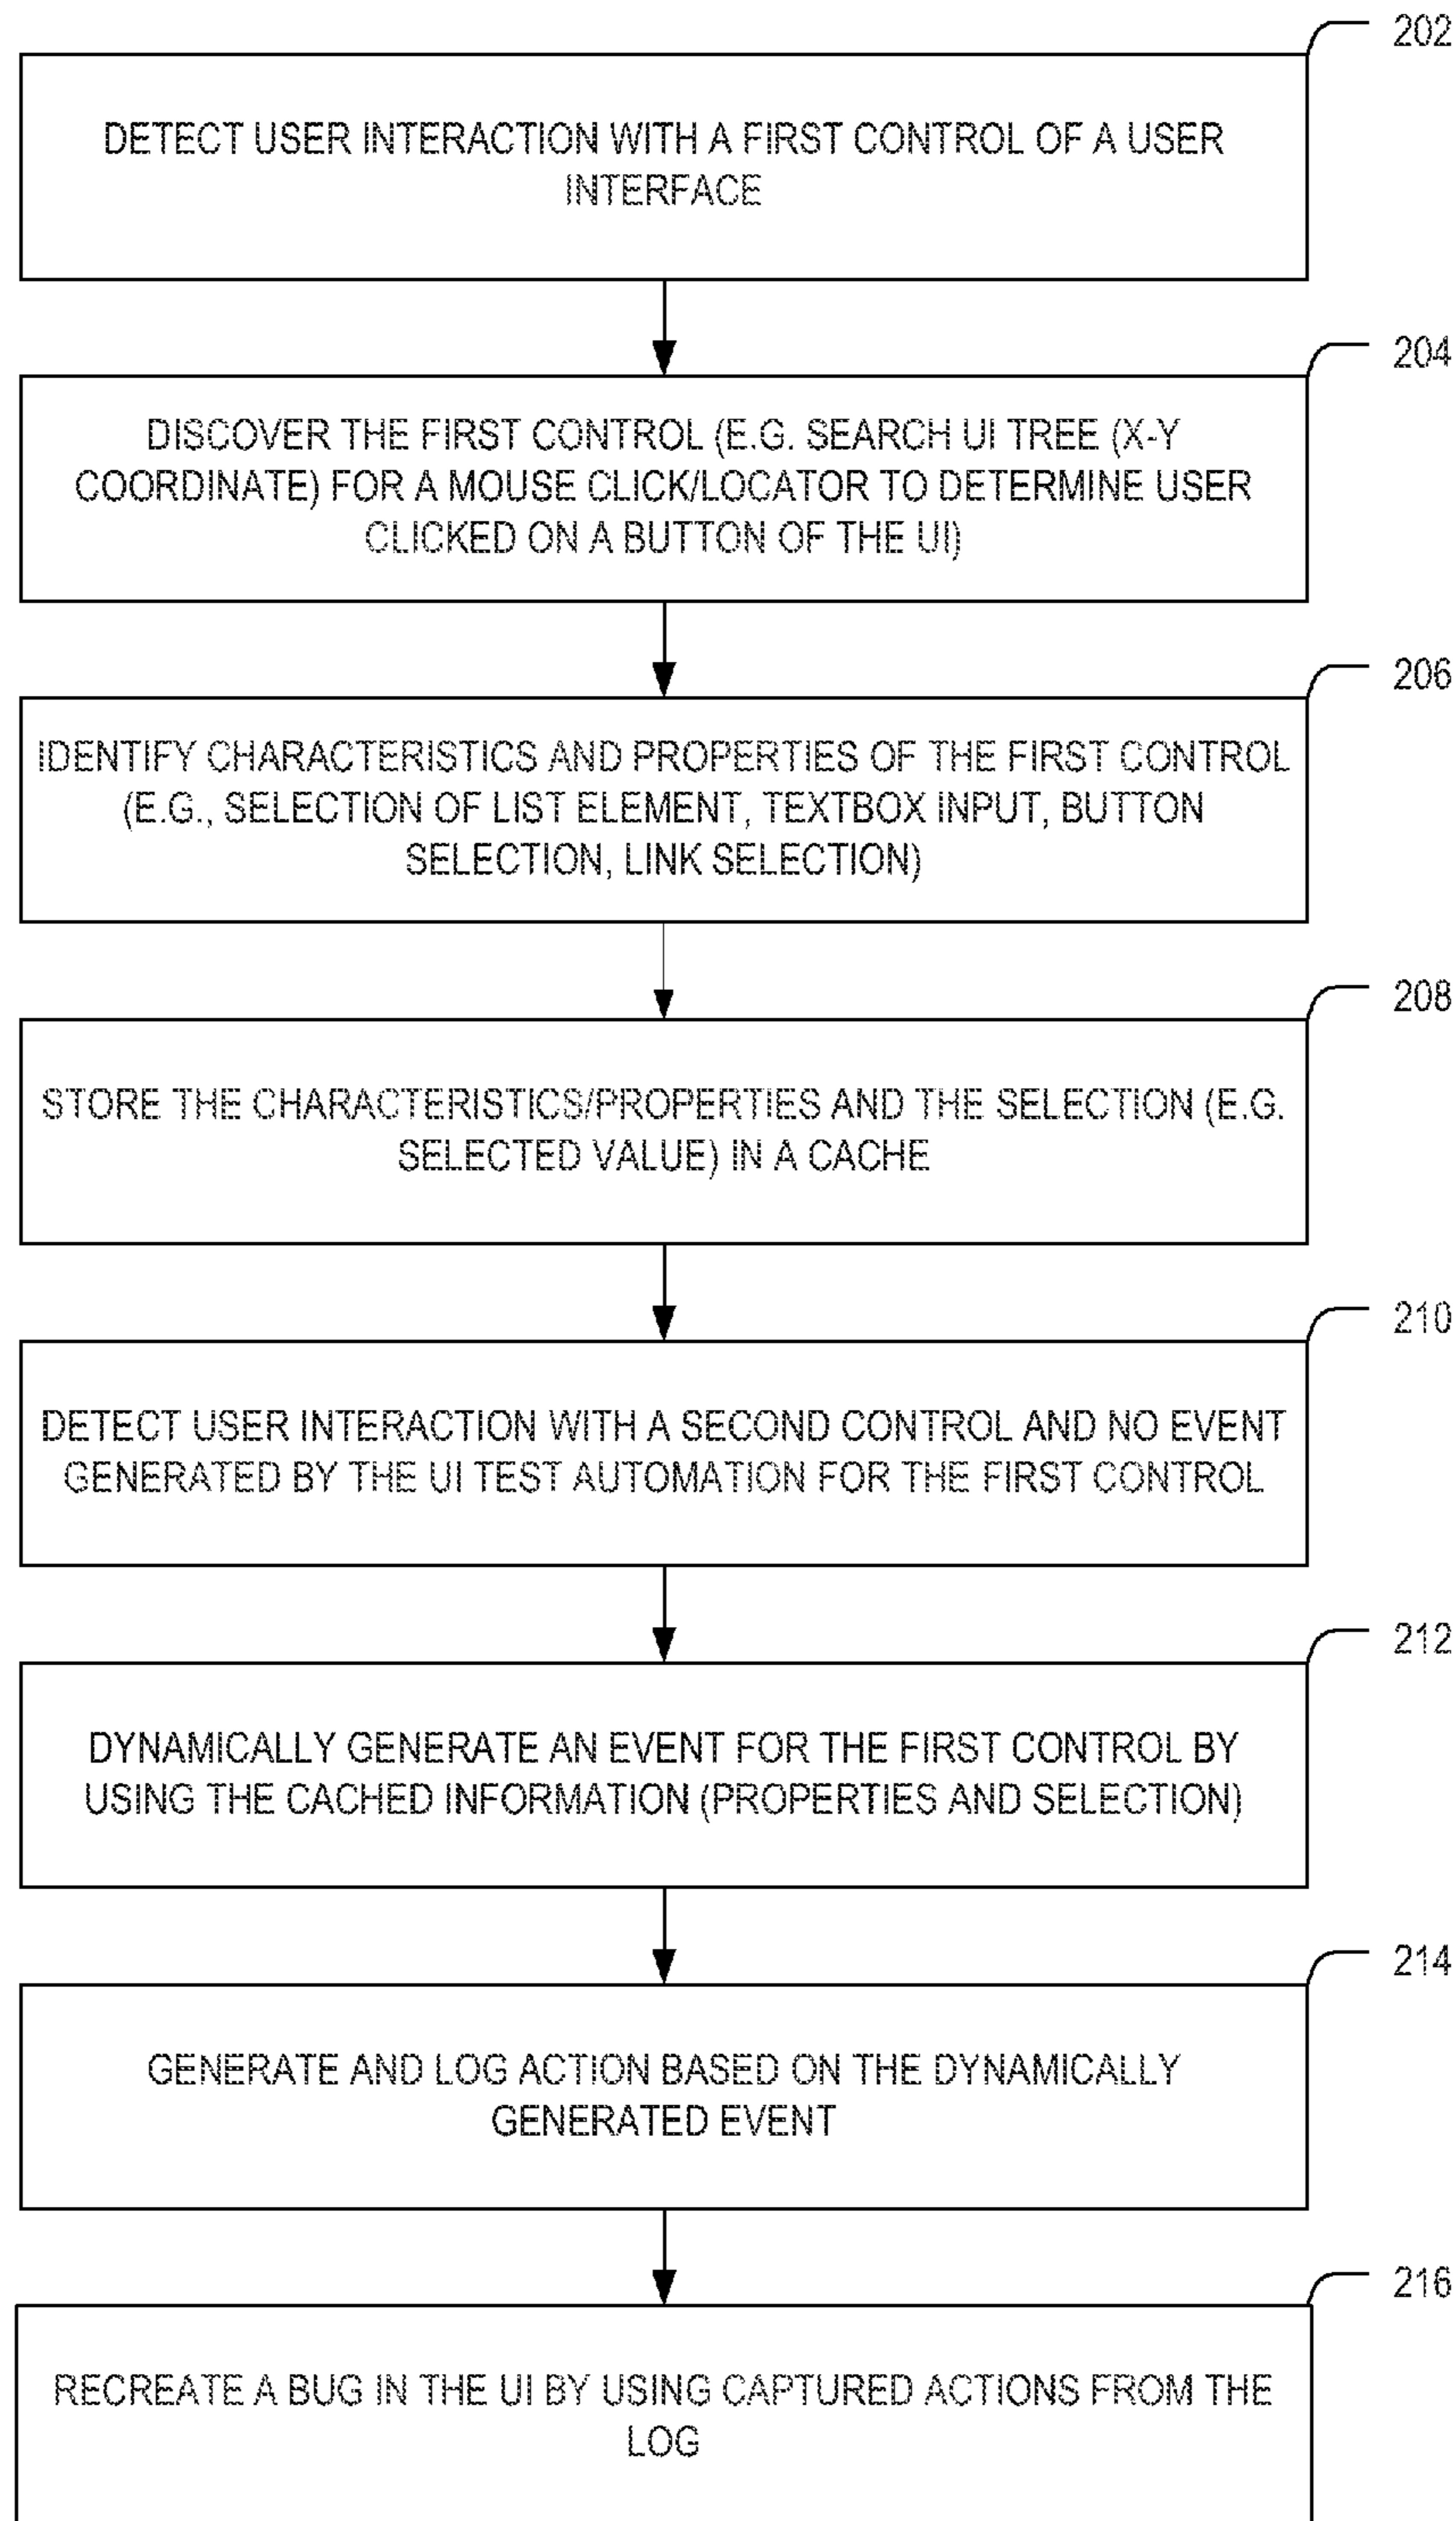 202
DETECT USER INTERACTION WITH A FIRST CONTROL OF A USER
INTERFACE
204
DISCOVER THE FIRST CONTROL (E.G. SEARCH UI TREE (X-Y
COORDINATE) FOR A MOUSE CLICK/LOCATOR TO DETERMINE USER
CLICKED ON A BUTTON OF THE UI)
206
IDENTIFY CHARACTERISTICS AND PROPERTIES OF THE FIRST CONTROL
(E.G., SELECTION OF LIST ELEMENT, TEXTBOX INPUT, BUTTON
SELECTION, LINK SELECTION)
208
STORE THE CHARACTERISTICS/PROPERTIES AND THE SELECTION (E.G.
SELECTED VALUE) IN A CACHE
210
DETECT USER INTERACTION WITH A SECOND CONTROL AND NO EVENT
GENERATED BY THE UI TEST AUTOMATION FOR THE FIRST CONTROL
212
DYNAMICALLY GENERATE AN EVENT FOR THE FIRST CONTROL BY
USING THE CACHED INFORMATION (PROPERTIES AND SELECTION)
214
GENERATE AND LOG ACTION BASED ON THE DYNAMICALLY
GENERATED EVENT
216
RECREATE A BUG IN THE UI BY USING CAPTURED ACTIONS FROM THE
LOG